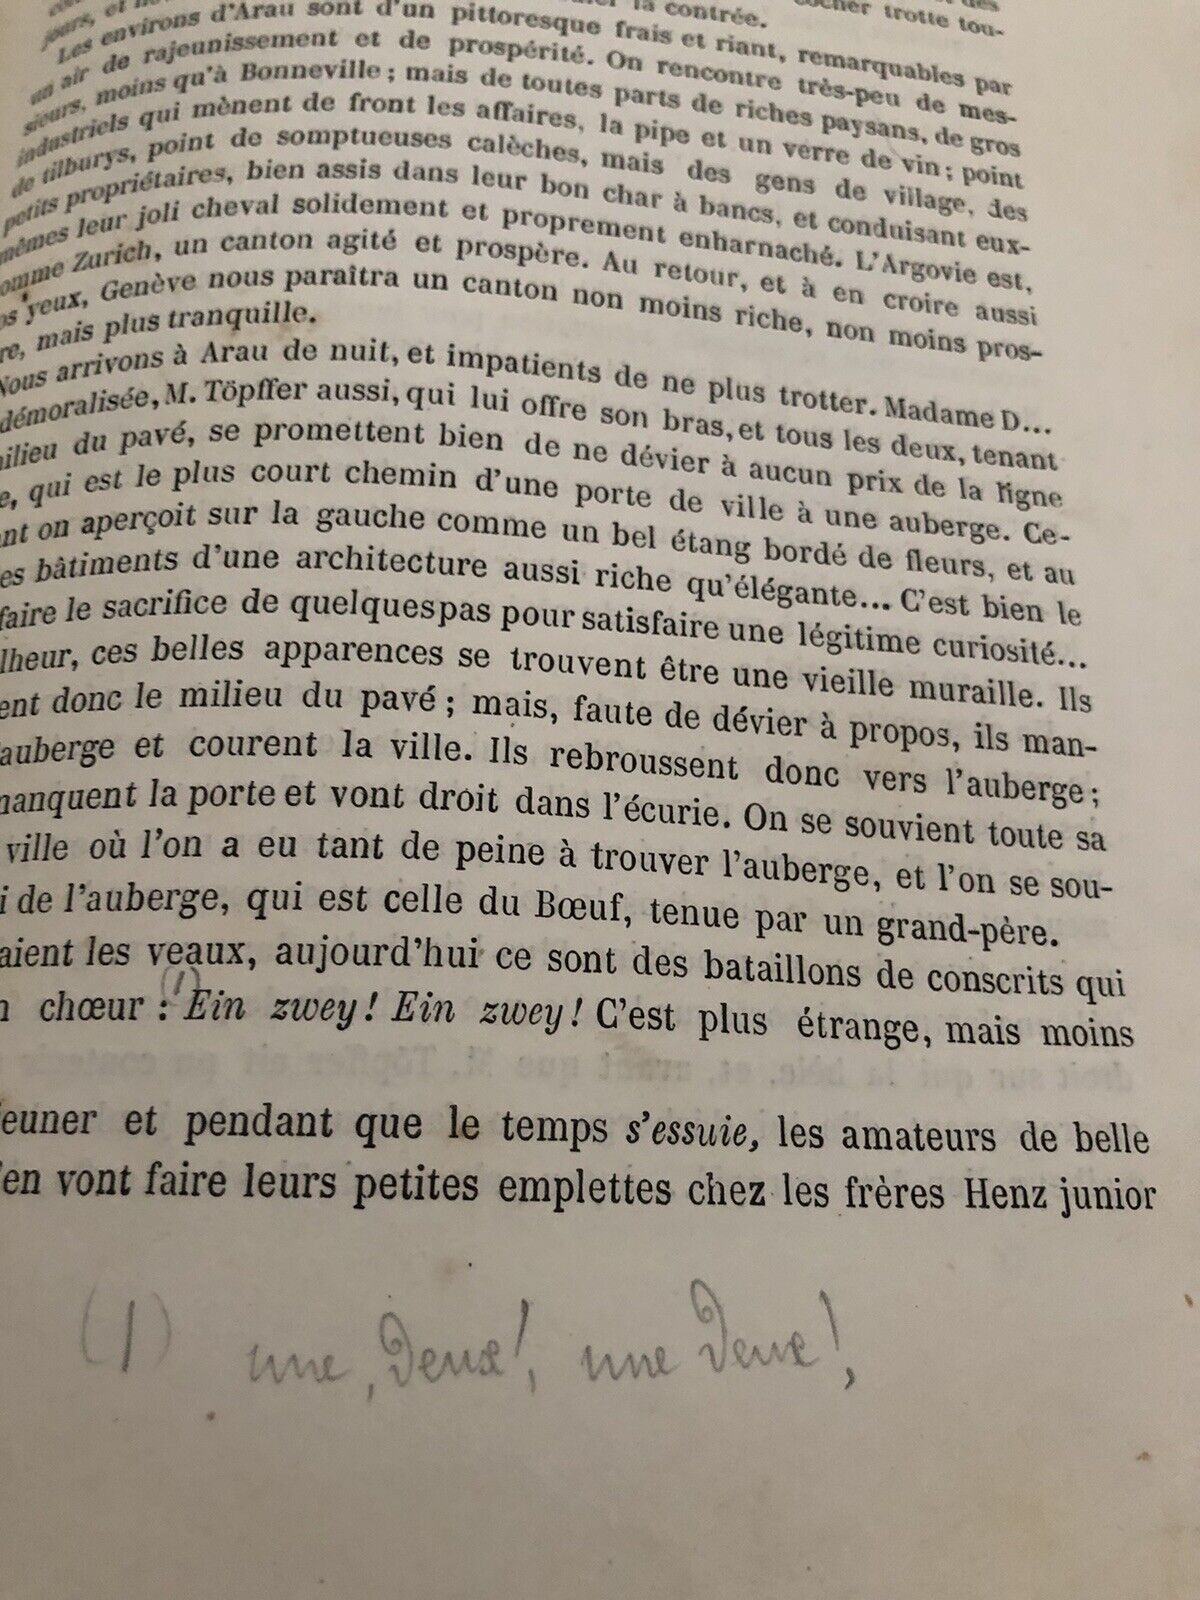 la contrée. cocher trotte tou-
jours, et
Les environs d'Arau sont d'un pittoresque frais et riant, remarquables par
un air de rajeunissement et de prospérité. On rencontre très-peu de mes-
sieurs, moins qu'à Bonneville; mais de toutes parts de riches paysans, de gros
industriels qui mènent de front les affaires, la pipe et un verre de vin; point
de tilburys, point de somptueuses calèches, mais des gens de village, des
petits propriétaires, bien assis dans leur bon char à bancs, et conduisant eux-
mêmes leur joli cheval solidement et proprement enharnaché. L'Argovie est,
omme Zurich, un canton agité et prospère. Au retour, et à en croire aussi
os yeux, Genève nous paraîtra un canton non moins riche, non moins pros-
re, mais plus tranquille.
Nous arrivons à Arau de nuit, et impatients de ne plus trotter. Madame D...
démoralisée, M. Töpffer aussi, qui lui offre son bras, et tous les deux, tenant
milieu du pavé, se promettent bien de ne dévier à aucun prix de la ligne
e, qui est le plus court chemin d'une porte de ville à une auberge. Ce-
nt on aperçoit sur la gauche comme un bel étang bordé de fleurs, et au
es bâtiments d'une architecture aussi riche qu'élégante... C'est bien le
faire le sacrifice de quelques pas pour satisfaire une légitime curiosité...
lheur, ces belles apparences se trouvent être une vieille muraille. Ils
ent donc le milieu du pavé; mais, faute de dévier à propos, ils man-
auberge et courent la ville. Ils rebroussent donc vers l'auberge;
manquent la porte et vont droit dans l'écurie. On se souvient toute sa
ville où l'on a eu tant de peine à trouver l'auberge, et l'on se sou-
i de l'auberge, qui est celle du Bœuf, tenue par un grand-père.
aient les veaux, aujourd'hui ce sont des bataillons de conscrits qui
n chœur : (1) Ein zwey! Ein zwey! C'est plus étrange, mais moins
euner et pendant que le temps s'essuie, les amateurs de belle
'en vont faire leurs petites emplettes chez les frères Henz junior
(1) une, deux!, une deux!,